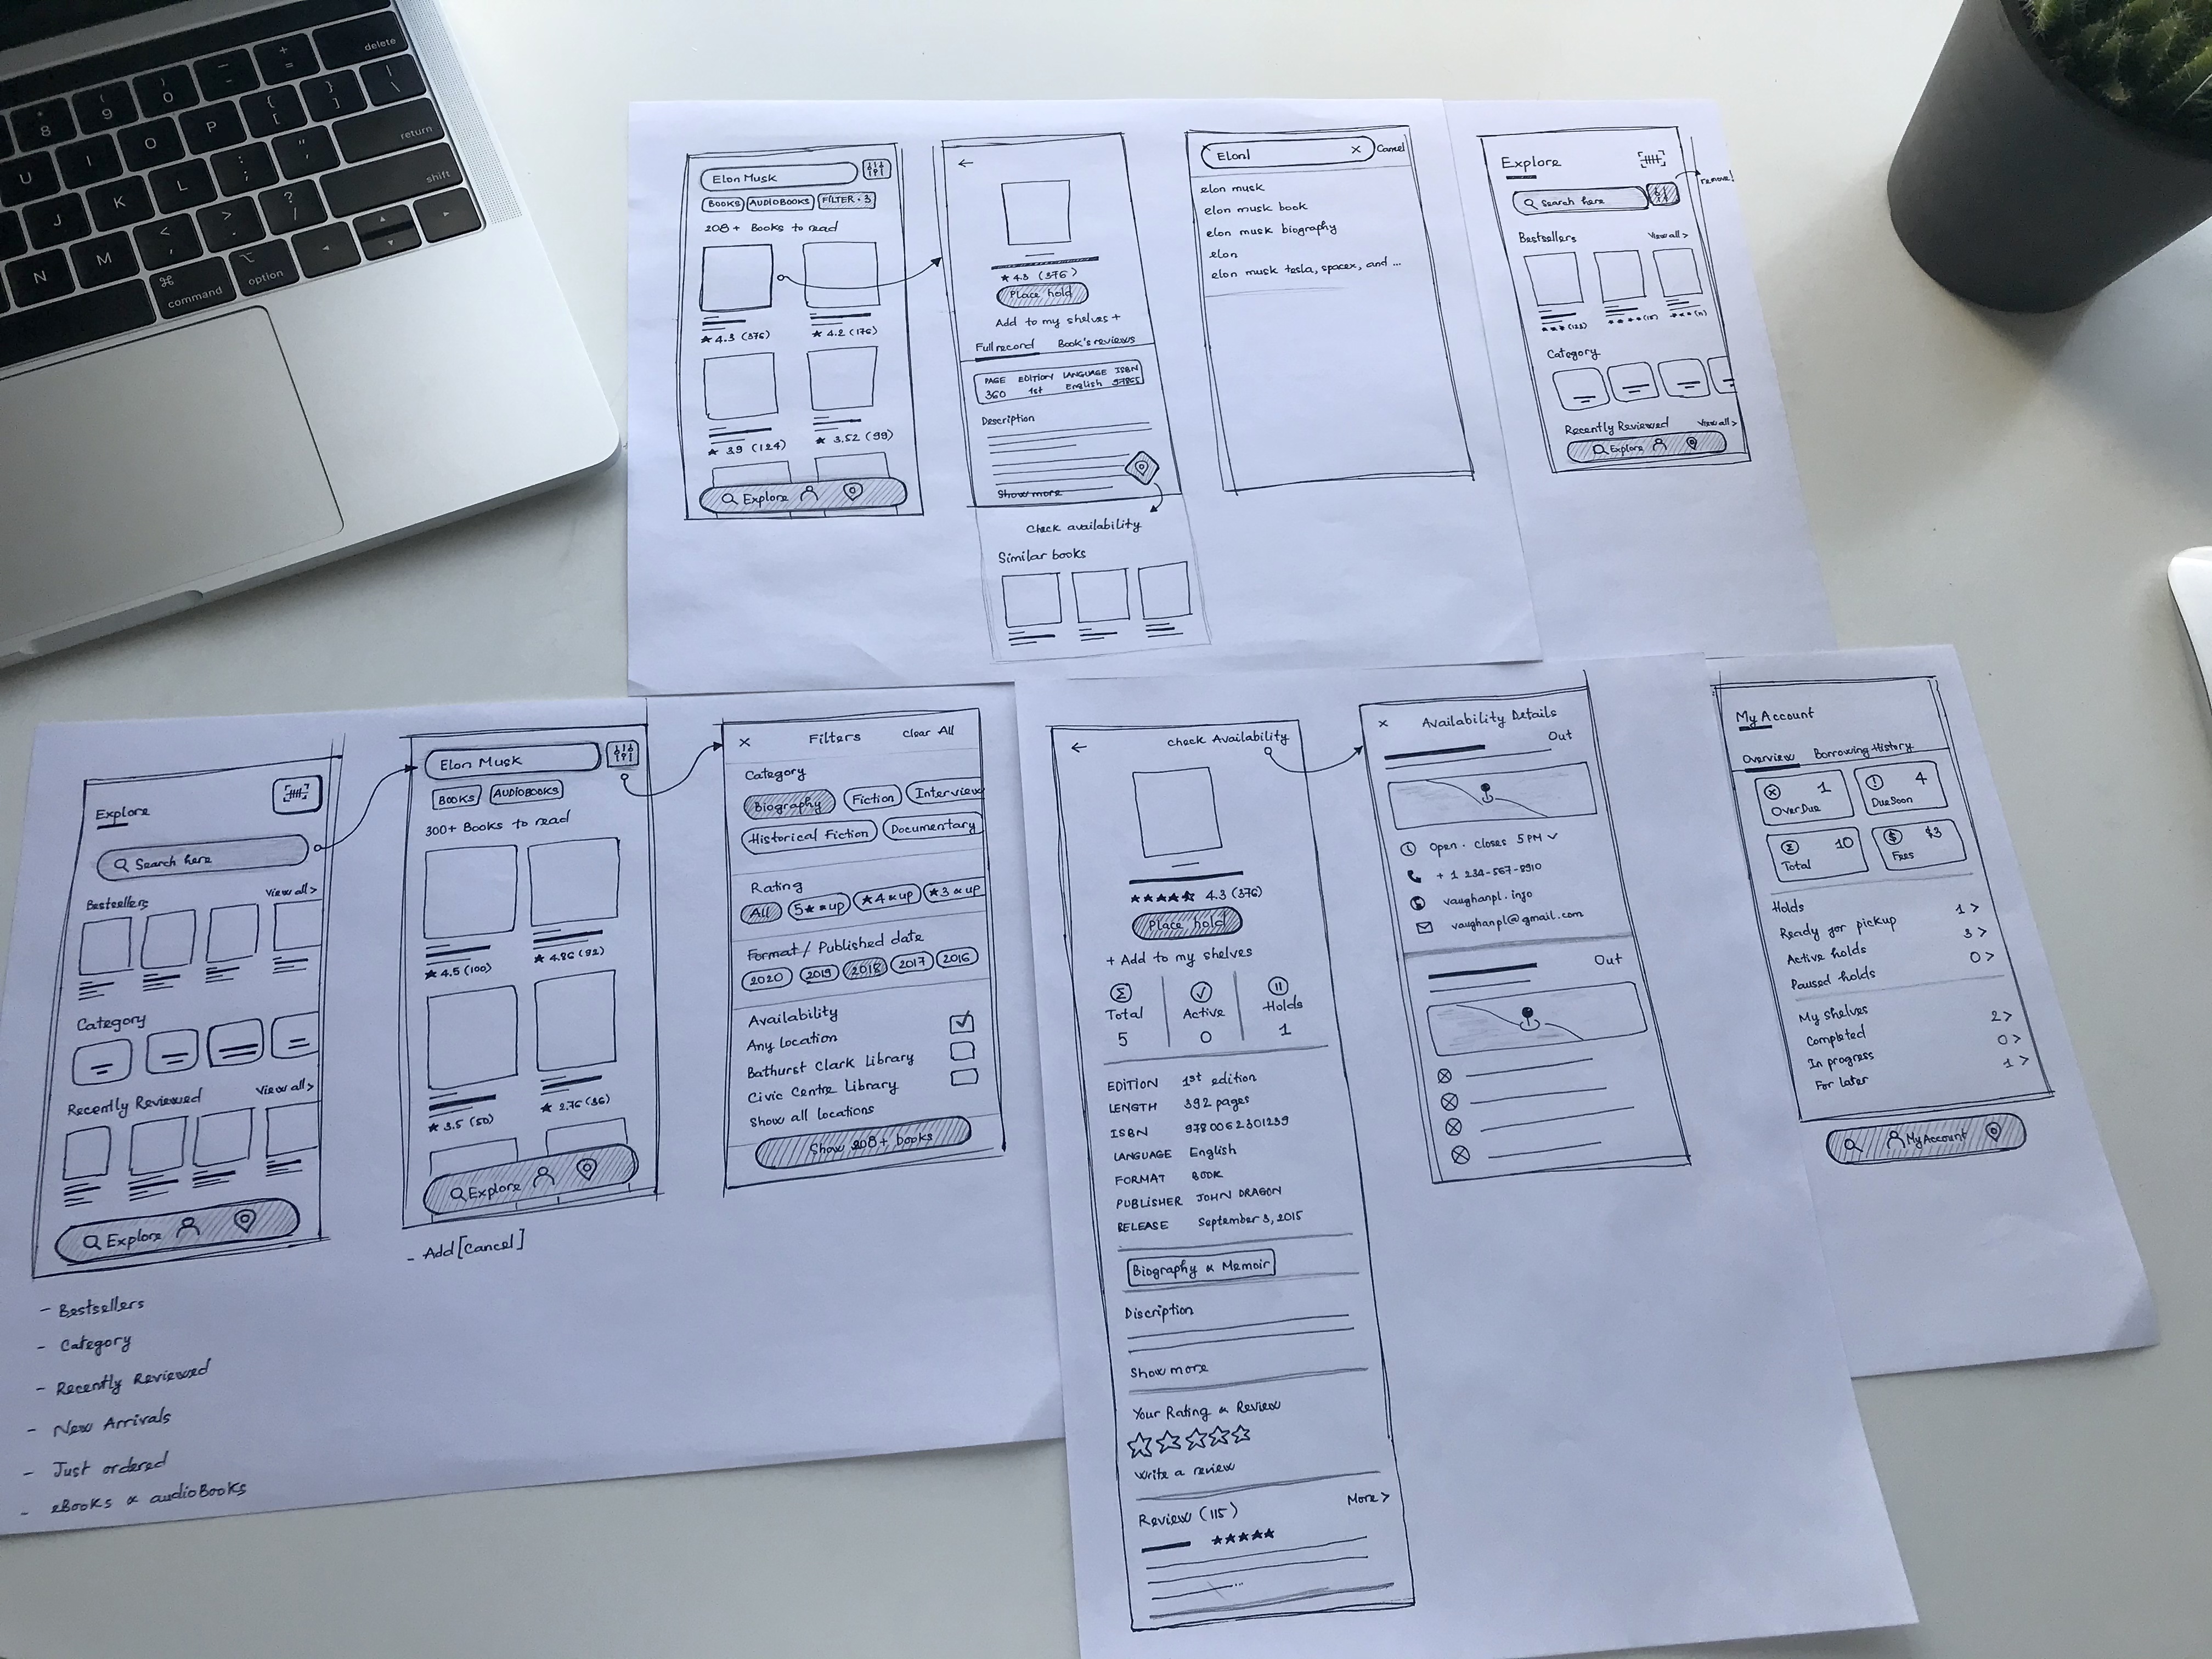 delete
return
shift
command
option
8
9
0
U
I
O
P
J
K
L
N
M
Elon Musk
BOOKS
AUDIOBOOKS
FILTER • 3
208+ Books to read
★ 4.3 (376)
★ 4.2 (176)
★ 3.9 (124)
★ 3.52 (99)
Explore
←
★ 4.3 (376)
Place hold
Add to my shelves +
Full record
Book's reviews
PAGE EDITION LANGUAGE ISBN
360 1st English
Description
Show more
Check availability
Similar books
× Cancel
elon musk
elon musk book
elon musk biography
elon
elon musk tesla, spacex, and ...
Explore
remove!
Search here
Bestsellers
View all >
★★★ (123)
Category
Recently Reviewed
View all >
Explore
Explore
Search here
Bestsellers
View all >
Category
Recently Reviewed
View all >
Explore
- Bestsellers
- Category
- Recently Reviewed
- New Arrivals
- Just ordered
- eBooks & audioBooks
Elon Musk
BOOKS
AUDIOBOOKS
300+ Books to read
★ 4.5 (100)
★ 4.86 (92)
★ 3.5 (50)
★ 2.76 (36)
Explore
- Add [Cancel]
× Filters Clear All
Category
Biography
Fiction
Interview
Historical Fiction
Documentary
Rating
All
5★ & up
★4 & up
★3 & up
Format / Published date
2020
2019
2018
2017
2016
Availability
Any location
Bathurst Clark Library
Civic Centre Library
Show all locations
Show 208+ books
← check Availability
★★★★★ 4.3 (376)
Place hold
+ Add to my shelves
Total
Active
Holds
5
0
1
EDITION 1st edition
LENGTH 392 pages
ISBN 9780062301239
LANGUAGE English
FORMAT BOOK
PUBLISHER JOHN DRAGON
RELEASE September 3, 2015
Biography & Memoir
Discription
Show more
Your Rating & Review
Write a review
Review (115)
More >
★★★★★
× Availability Details
Out
Open • closes 5 PM
+ 1 234-567-8910
vaughanpl.info
vaughanpl@gmail.com
Out
My Account
Overview
Borrowing History
1
OverDue
4
DueSoon
10
Total
$3
Fees
Holds
Ready for pickup 1 >
Active holds 3 >
Paused holds 0 >
My shelves
Completed 2 >
In progress 0 >
For later 1 >
My Account